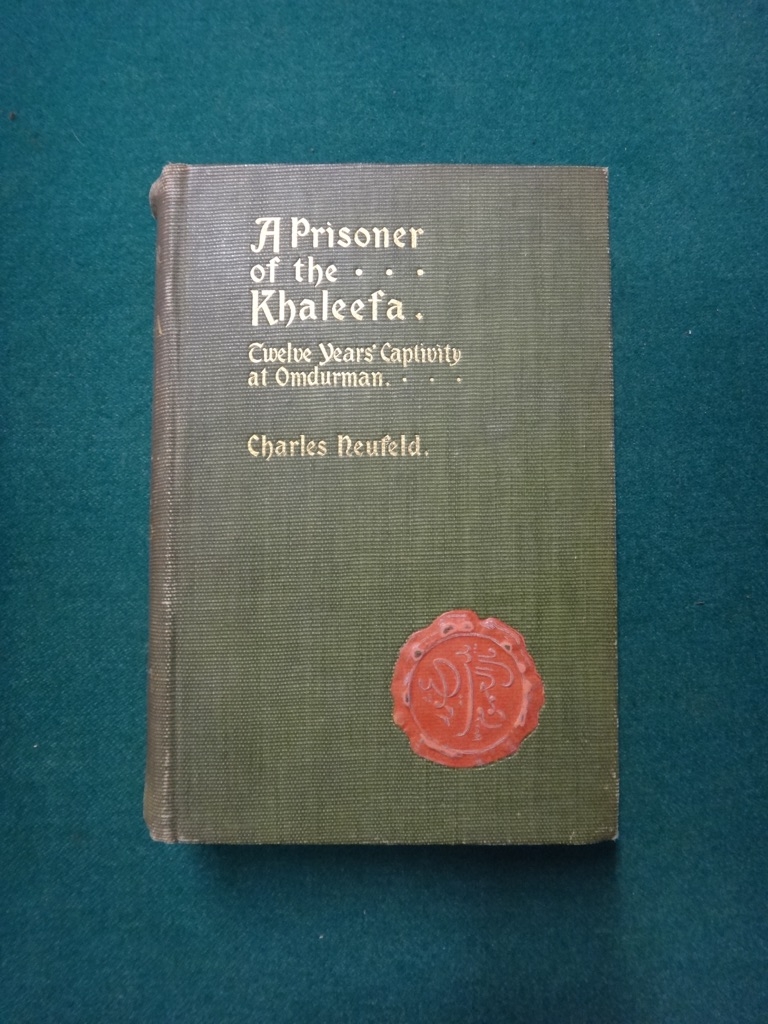 A Prisoner
of the . . .
Khaleefa .
Twelve Years' Captivity
at Omdurman. . . .
Charles Neufeld.